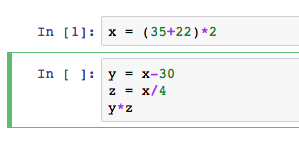 In [1]: x = (35+22)*2
In [ ]: y = x-30
z = x/4
y*z